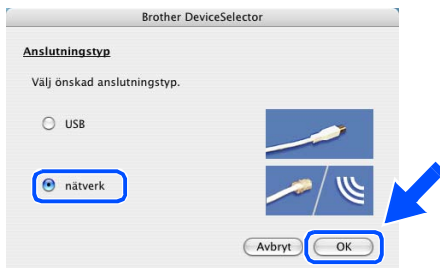 Brother DeviceSelector
Anslutningstyp
Välj önskad anslutningstyp.
USB
nätverk
Avbryt OK